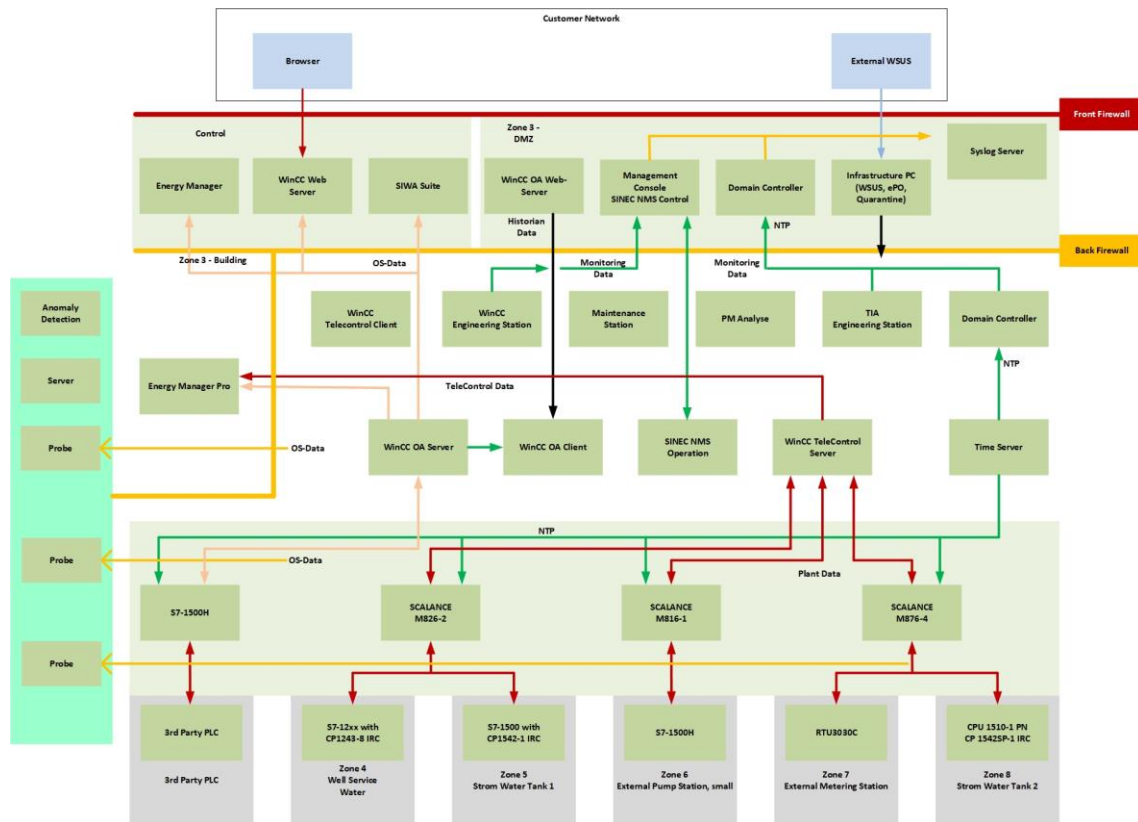 Customer Network
Browser
External WSUS
Front Firewall
Control
Zone 3 -
DMZ
Syslog Server
Energy Manager
WinCC Web
Server
SIWA Suite
WinCC OA Web-
Server
Management
Console
SINEC NMS Control
Domain Controller
Infrastructure PC
(WSUS, ePO,
Quarantine)
Historian
Data
NTP
Back Firewall
Zone 3 - Building
OS-Data
Monitoring
Data
Monitoring
Data
Anomaly
Detection
WinCC
Telecontrol Client
WinCC
Engineering Station
Maintenance
Station
PM Analyse
TIA
Engineering Station
Domain Controller
NTP
Server
Energy Manager Pro
TeleControl Data
Probe
OS-Data
WinCC OA Server
WinCC OA Client
SINEC NMS
Operation
WinCC TeleControl
Server
Time Server
NTP
Probe
OS-Data
Plant Data
S7-1500H
SCALANCE
M826-2
SCALANCE
M816-1
SCALANCE
M876-4
Probe
3rd Party PLC
S7-12xx with
CP1243-8 IRC
S7-1500 with
CP1542-1 IRC
S7-1500H
RTU3030C
CPU 1510-1 PN
CP 1542SP-1 IRC
3rd Party PLC
Zone 4
Well Service
Water
Zone 5
Strom Water Tank 1
Zone 6
External Pump Station, small
Zone 7
External Metering Station
Zone 8
Strom Water Tank 2